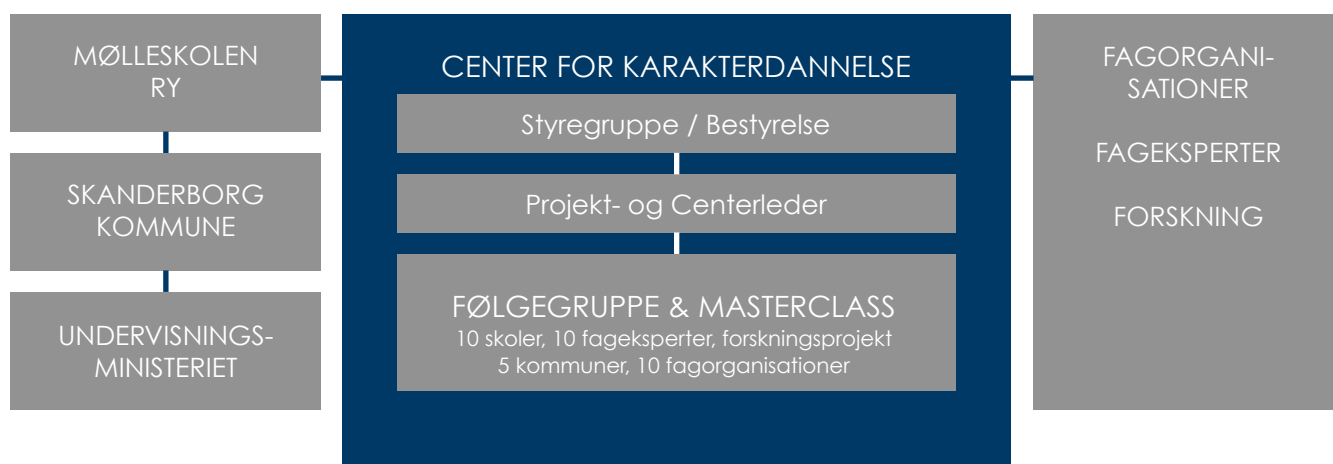 MØLLESKOLEN
RY
SKANDERBORG
KOMMUNE
UNDERVISNINGS-
MINISTERIET
CENTER FOR KARAKTERDANNELSE
Styregruppe / Bestyrelse
Projekt- og Centerleder
FØLGEGRUPPE & MASTERCLASS
10 skoler, 10 fageksperter, forskningsprojekt
5 kommuner, 10 fagorganisationer
FAGORGANI-
SATIONER
FAGEKSPERTER
FORSKNING